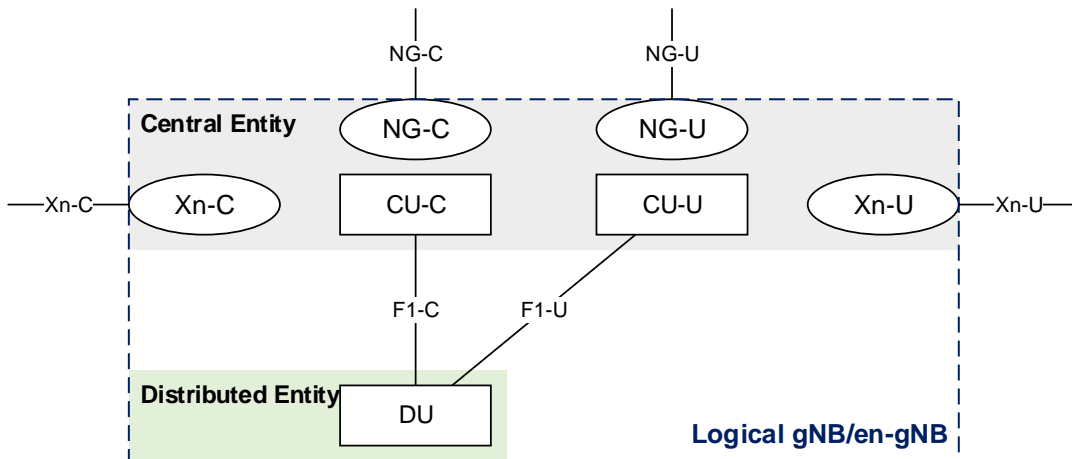 NG-C
NG-U
Central Entity
NG-C
NG-U
Xn-C
Xn-C
CU-C
CU-U
Xn-U
Xn-U
F1-C
F1-U
Distributed Entity
DU
Logical gNB/en-gNB